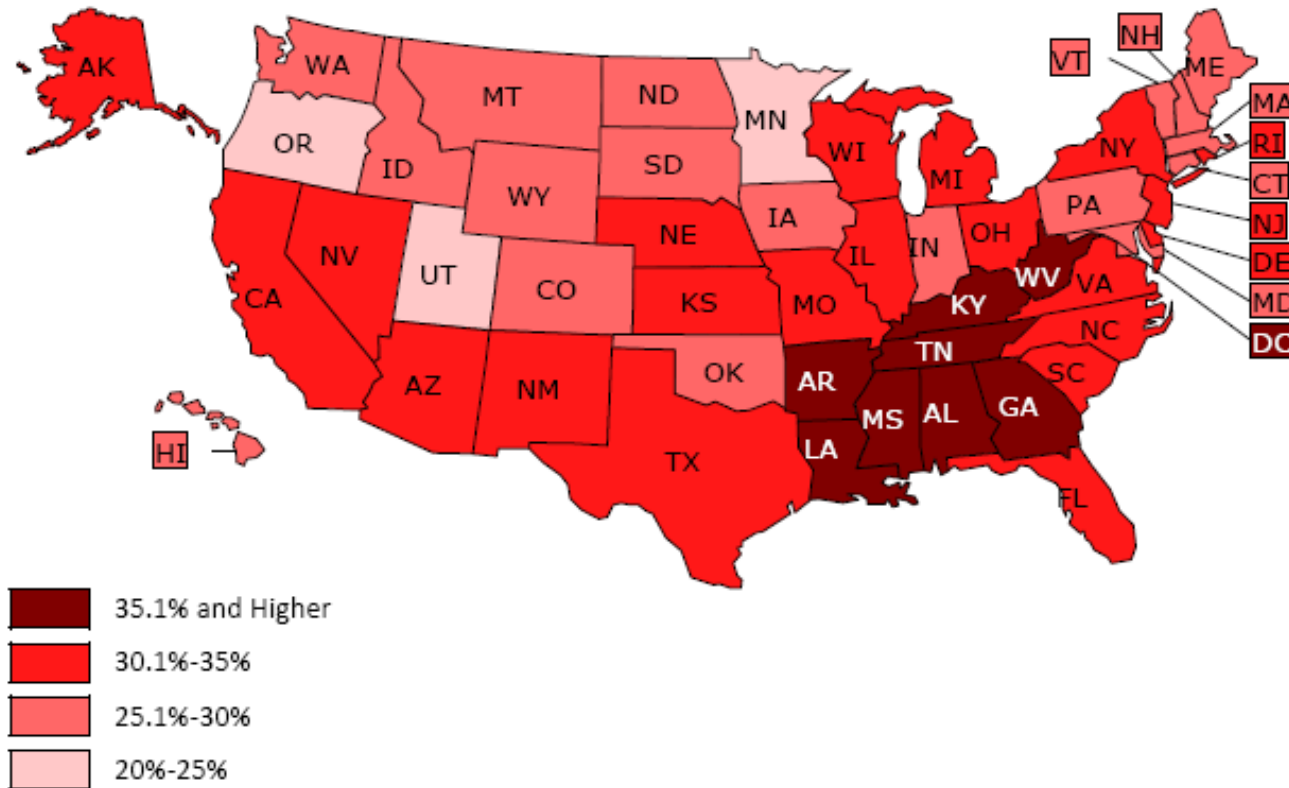 NH
VT
ME
AK
WA
MT
ND
MN
MA
OR
WI
NY
RI
ID
SD
MI
CT
WY
IA
PA
NJ
NE
IL
IN
OH
DE
NV
UT
CO
WV
VA
MD
CA
KS
MO
KY
DC
NC
TN
OK
AR
SC
AZ
NM
MS
AL
GA
LA
HI
TX
FL
35.1% and Higher
30.1%-35%
25.1%-30%
20%-25%